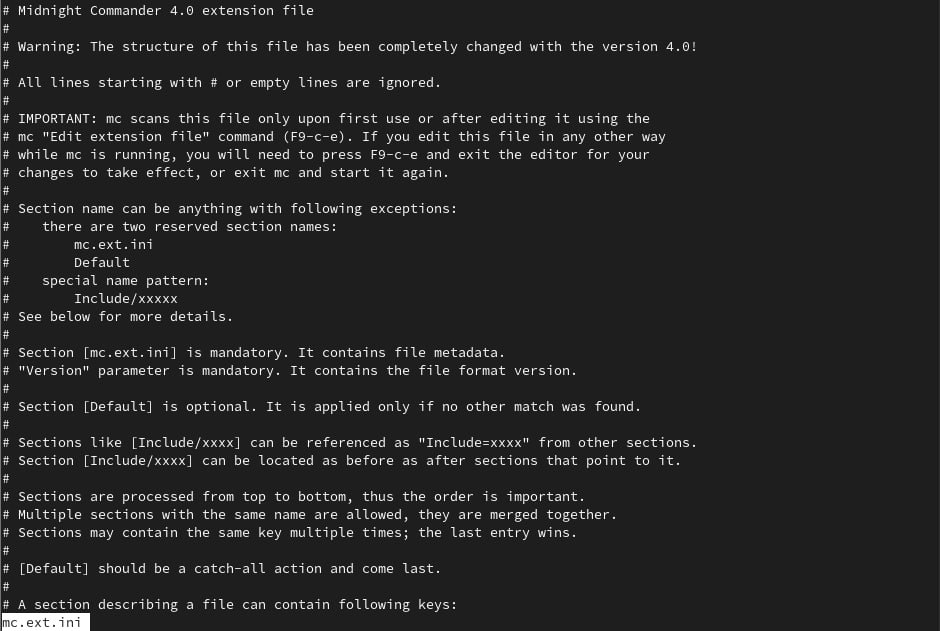 # Midnight Commander 4.0 extension file
#
# Warning: The structure of this file has been completely changed with the version 4.0!
#
# All lines starting with # or empty lines are ignored.
#
# IMPORTANT: mc scans this file only upon first use or after editing it using the
# mc "Edit extension file" command (F9-c-e). If you edit this file in any other way
# while mc is running, you will need to press F9-c-e and exit the editor for your
# changes to take effect, or exit mc and start it again.
#
# Section name can be anything with following exceptions:
#    there are two reserved section names:
#        mc.ext.ini
#        Default
#    special name pattern:
#        Include/xxxxx
# See below for more details.
#
# Section [mc.ext.ini] is mandatory. It contains file metadata.
# "Version" parameter is mandatory. It contains the file format version.
#
# Section [Default] is optional. It is applied only if no other match was found.
#
# Sections like [Include/xxxx] can be referenced as "Include=xxxx" from other sections.
# Section [Include/xxxx] can be located as before as after sections that point to it.
#
# Sections are processed from top to bottom, thus the order is important.
# Multiple sections with the same name are allowed, they are merged together.
# Sections may contain the same key multiple times; the last entry wins.
#
# [Default] should be a catch-all action and come last.
#
# A section describing a file can contain following keys:
mc.ext.ini